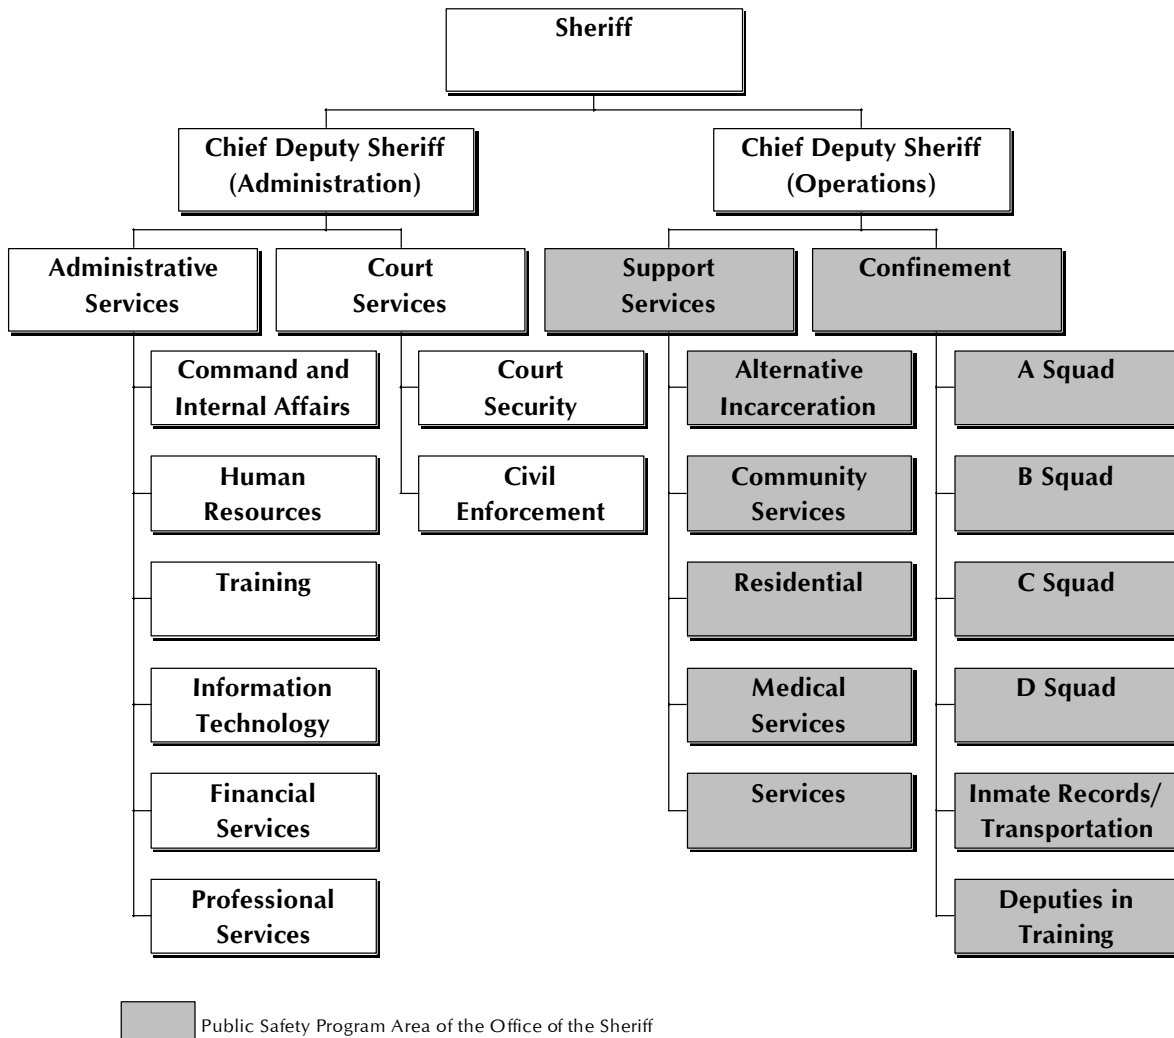 Sheriff
Chief Deputy Sheriff
(Administration)
Chief Deputy Sheriff
(Operations)
Administrative
Services
Court
Services
Support
Services
Confinement
Command and
Internal Affairs
Human
Resources
Training
Information
Technology
Financial
Services
Professional
Services
Court
Security
Civil
Enforcement
Alternative
Incarceration
Community
Services
Residential
Medical
Services
Services
A Squad
B Squad
C Squad
D Squad
Inmate Records/
Transportation
Deputies in
Training
Public Safety Program Area of the Office of the Sheriff